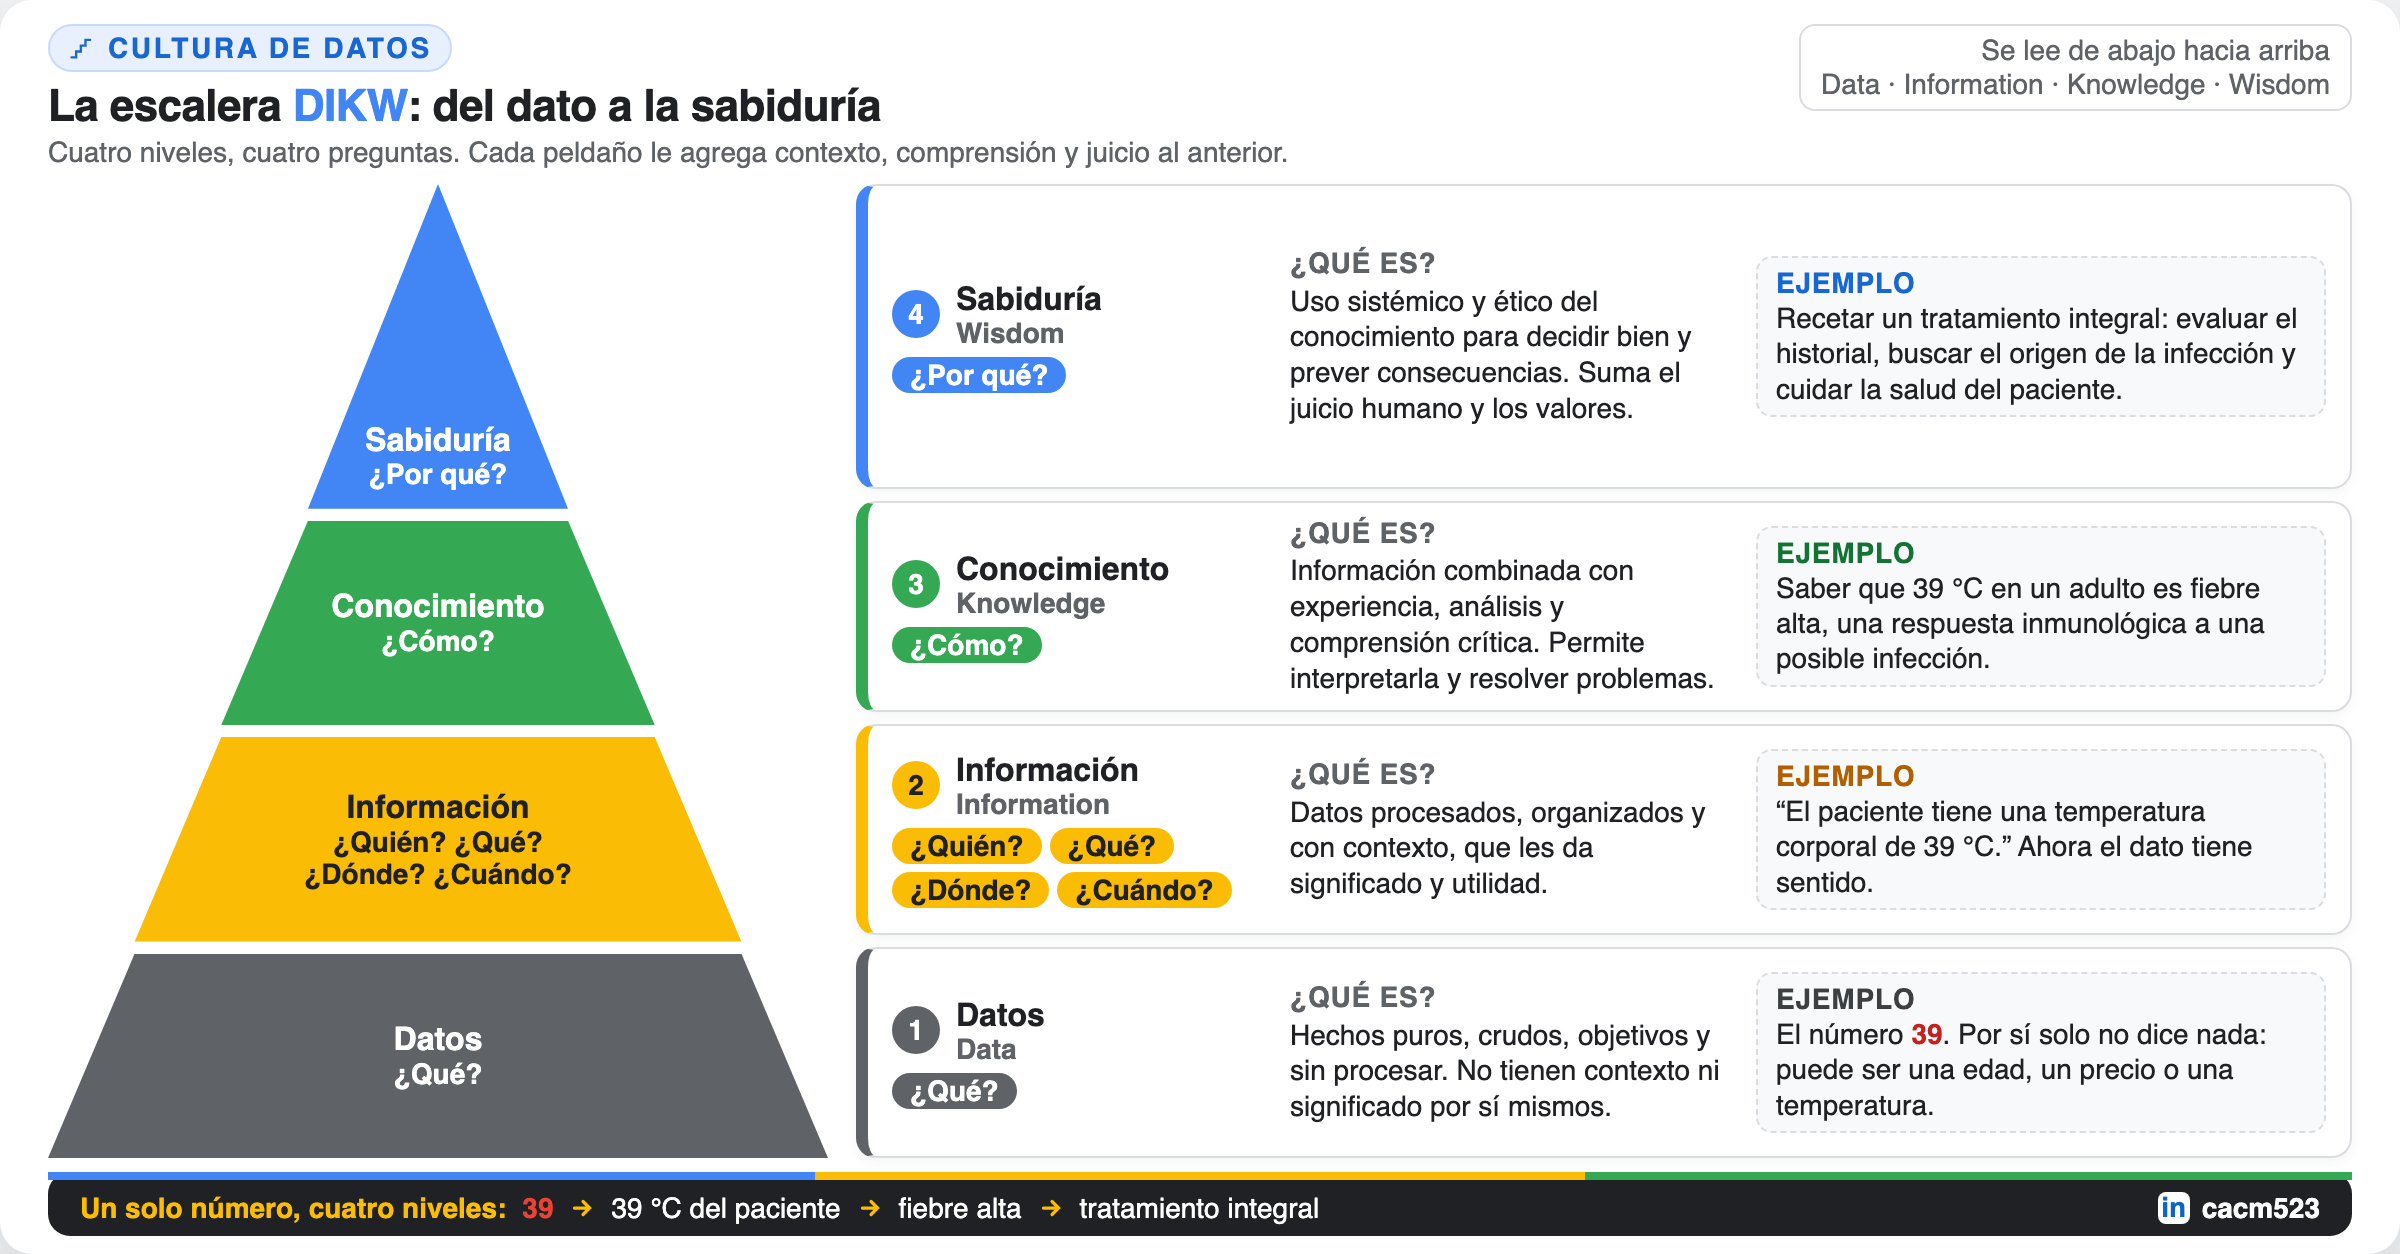 CULTURA DE DATOS
La escalera DIKW: del dato a la sabiduría
Cuatro niveles, cuatro preguntas. Cada peldaño le agrega contexto, comprensión y juicio al anterior.
Se lee de abajo hacia arriba
Data · Information · Knowledge · Wisdom
Sabiduría
¿Por qué?
Conocimiento
¿Cómo?
Información
¿Quién? ¿Qué?
¿Dónde? ¿Cuándo?
Datos
¿Qué?
4
Sabiduría
Wisdom
¿Por qué?
¿QUÉ ES?
Uso sistémico y ético del
conocimiento para decidir bien y
prever consecuencias. Suma el
juicio humano y los valores.
EJEMPLO
Recetar un tratamiento integral: evaluar el
historial, buscar el origen de la infección y
cuidar la salud del paciente.
3
Conocimiento
Knowledge
¿Cómo?
¿QUÉ ES?
Información combinada con
experiencia, análisis y
comprensión crítica. Permite
interpretarla y resolver problemas.
EJEMPLO
Saber que 39 °C en un adulto es fiebre
alta, una respuesta inmunológica a una
posible infección.
2
Información
Information
¿Quién? ¿Qué?
¿Dónde? ¿Cuándo?
¿QUÉ ES?
Datos procesados, organizados y
con contexto, que les da
significado y utilidad.
EJEMPLO
“El paciente tiene una temperatura
corporal de 39 °C.” Ahora el dato tiene
sentido.
1
Datos
Data
¿Qué?
¿QUÉ ES?
Hechos puros, crudos, objetivos y
sin procesar. No tienen contexto ni
significado por sí mismos.
EJEMPLO
El número 39. Por sí solo no dice nada:
puede ser una edad, un precio o una
temperatura.
Un solo número, cuatro niveles: 39 → 39 °C del paciente → fiebre alta → tratamiento integral
in cacm523